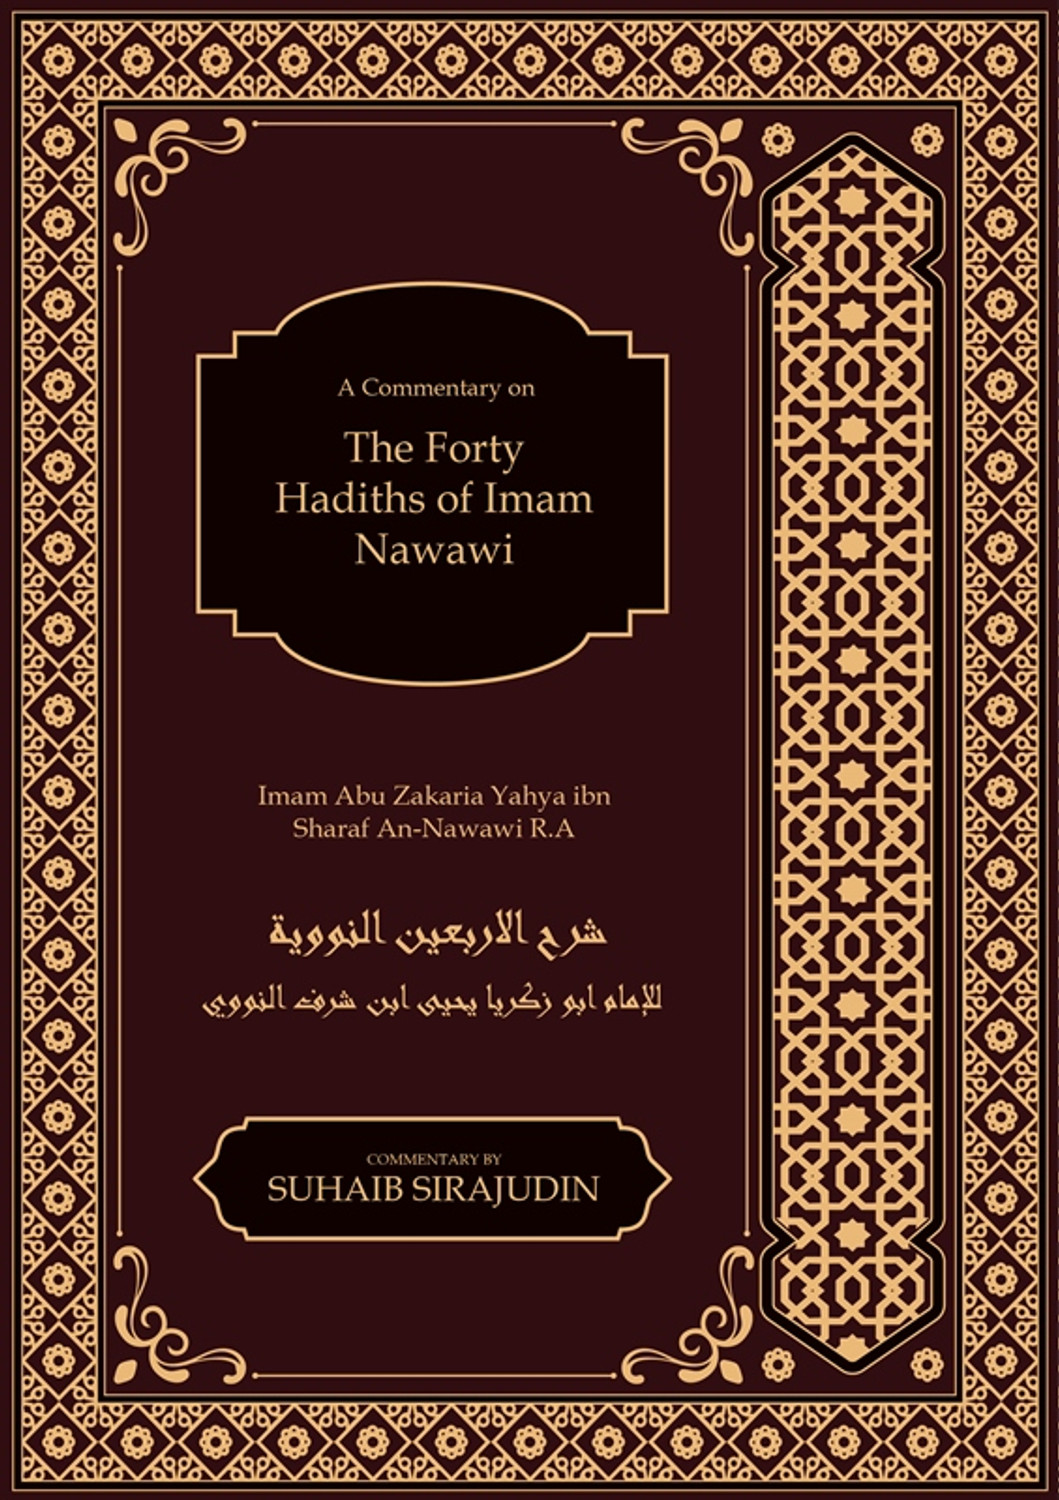 A Commentary on
The Forty
Hadiths of Imam
Nawawi
Imam Abu Zakaria Yahya ibn
Sharaf An-Nawawi R.A
شرح الاربعين النووية
للإمام ابو زكريا يحيى ابن شرف النووي
COMMENTARY BY
SUHAIB SIRAJUDIN